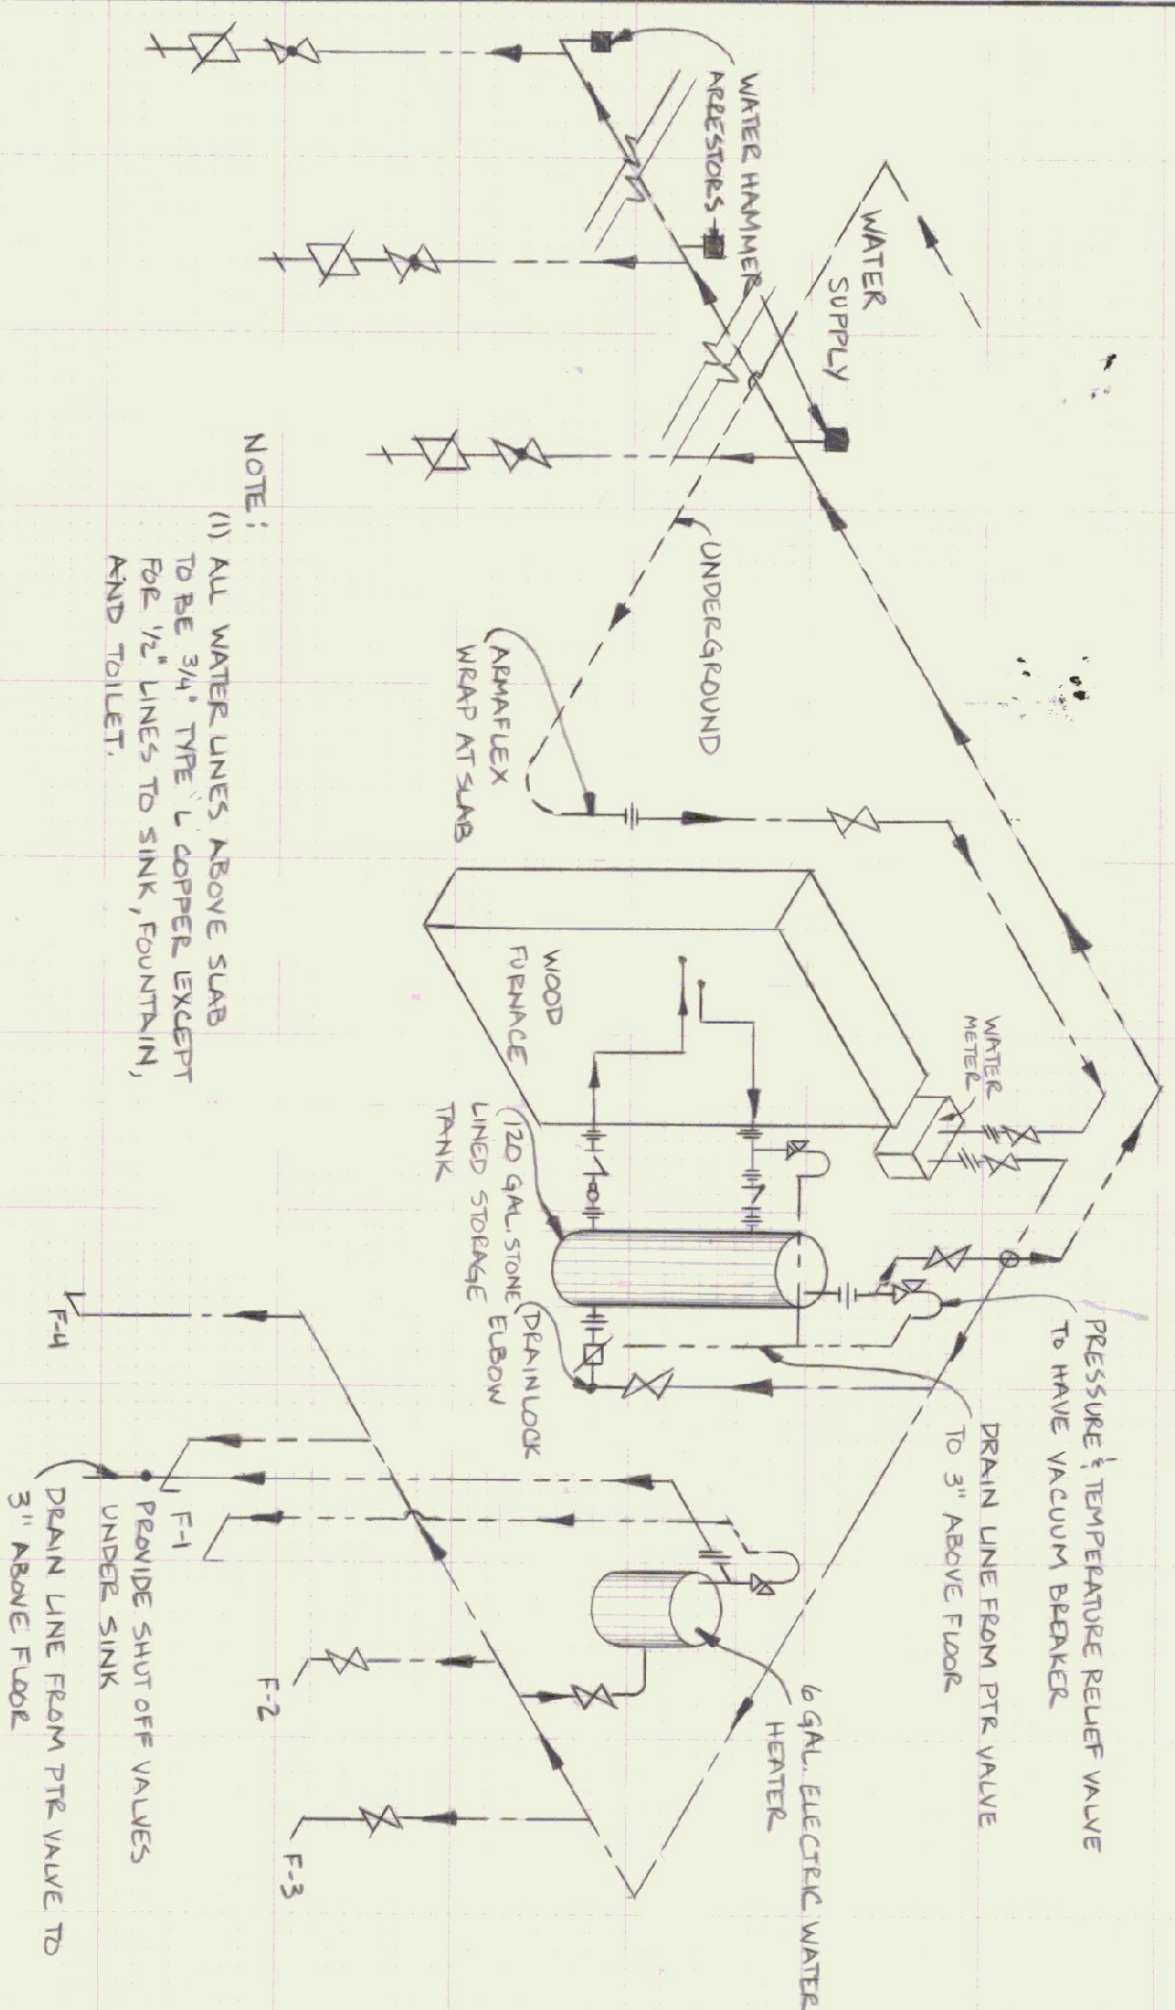 WATER HAMMER
ARRESTORS
WATER
SUPPLY
UNDERGROUND
ARMAFLEX
WRAP AT SLAB
WATER
METER
WOOD
FURNACE
120 GAL. STONE
LINED STORAGE
TANK
DRAINLOCK
ELBOW
PRESSURE & TEMPERATURE RELIEF VALVE
TO HAVE VACUUM BREAKER
DRAIN LINE FROM PTR VALVE
TO 3" ABOVE FLOOR
6 GAL. ELECTRIC WATER
HEATER
F-4
F-1
F-2
F-3
PROVIDE SHUT OFF VALVES
UNDER SINK
DRAIN LINE FROM PTR VALVE TO
3" ABOVE FLOOR
NOTE:
(1) ALL WATER LINES ABOVE SLAB
TO BE 3/4" TYPE L COPPER EXCEPT
FOR 1/2" LINES TO SINK, FOUNTAIN,
AND TOILET.